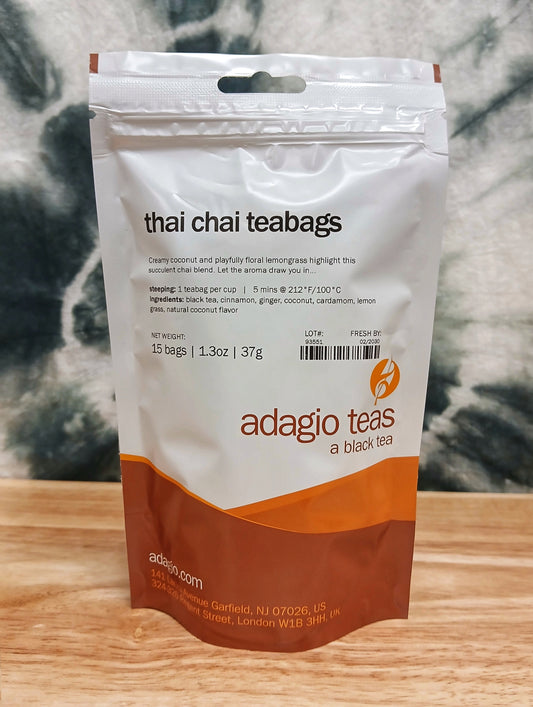 thai chai teabags
Creamy coconut and playfully floral lemongrass highlight this
succulent chai blend. Let the aroma draw you in...
steeping: 1 teabag per cup | 5 mins @ 212°F/100°C
ingredients: black tea, cinnamon, ginger, coconut, cardamom, lemon
grass, natural coconut flavor
NET WEIGHT:
15 bags | 1.3oz | 37g
LOT#: FRESH BY:
93551 02/2030
adagio teas
a black tea
adagio.com
141 Avenue Garfield, NJ 07026, US
Street, London W1B 3HH, UK